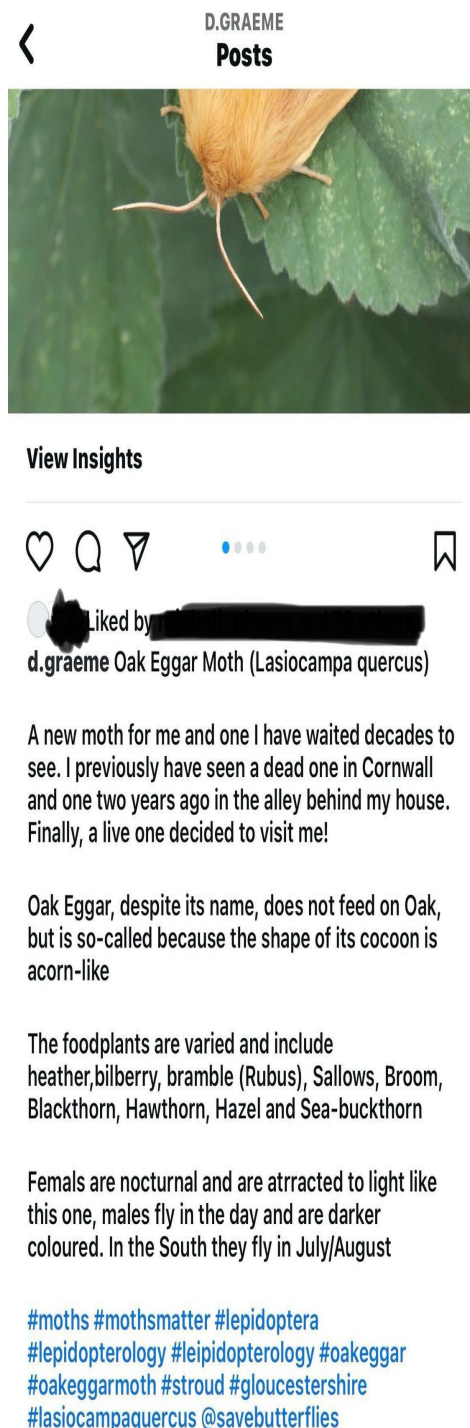 D.GRAEME
Posts
View Insights
Liked by
d.graeme Oak Eggar Moth (Lasiocampa quercus)
A new moth for me and one I have waited decades to
see. I previously have seen a dead one in Cornwall
and one two years ago in the alley behind my house.
Finally, a live one decided to visit me!
Oak Eggar, despite its name, does not feed on Oak,
but is so-called because the shape of its cocoon is
acorn-like
The foodplants are varied and include
heather,bilberry, bramble (Rubus), Sallows, Broom,
Blackthorn, Hawthorn, Hazel and Sea-buckthorn
Femals are nocturnal and are atrracted to light like
this one, males fly in the day and are darker
coloured. In the South they fly in July/August
#moths #mothsmatter #lepidoptera
#lepidopterology #leipidopterology #oakeggar
#oakeggarmoth #stroud #gloucestershire
#lasiocampaquercus @savebutterflies